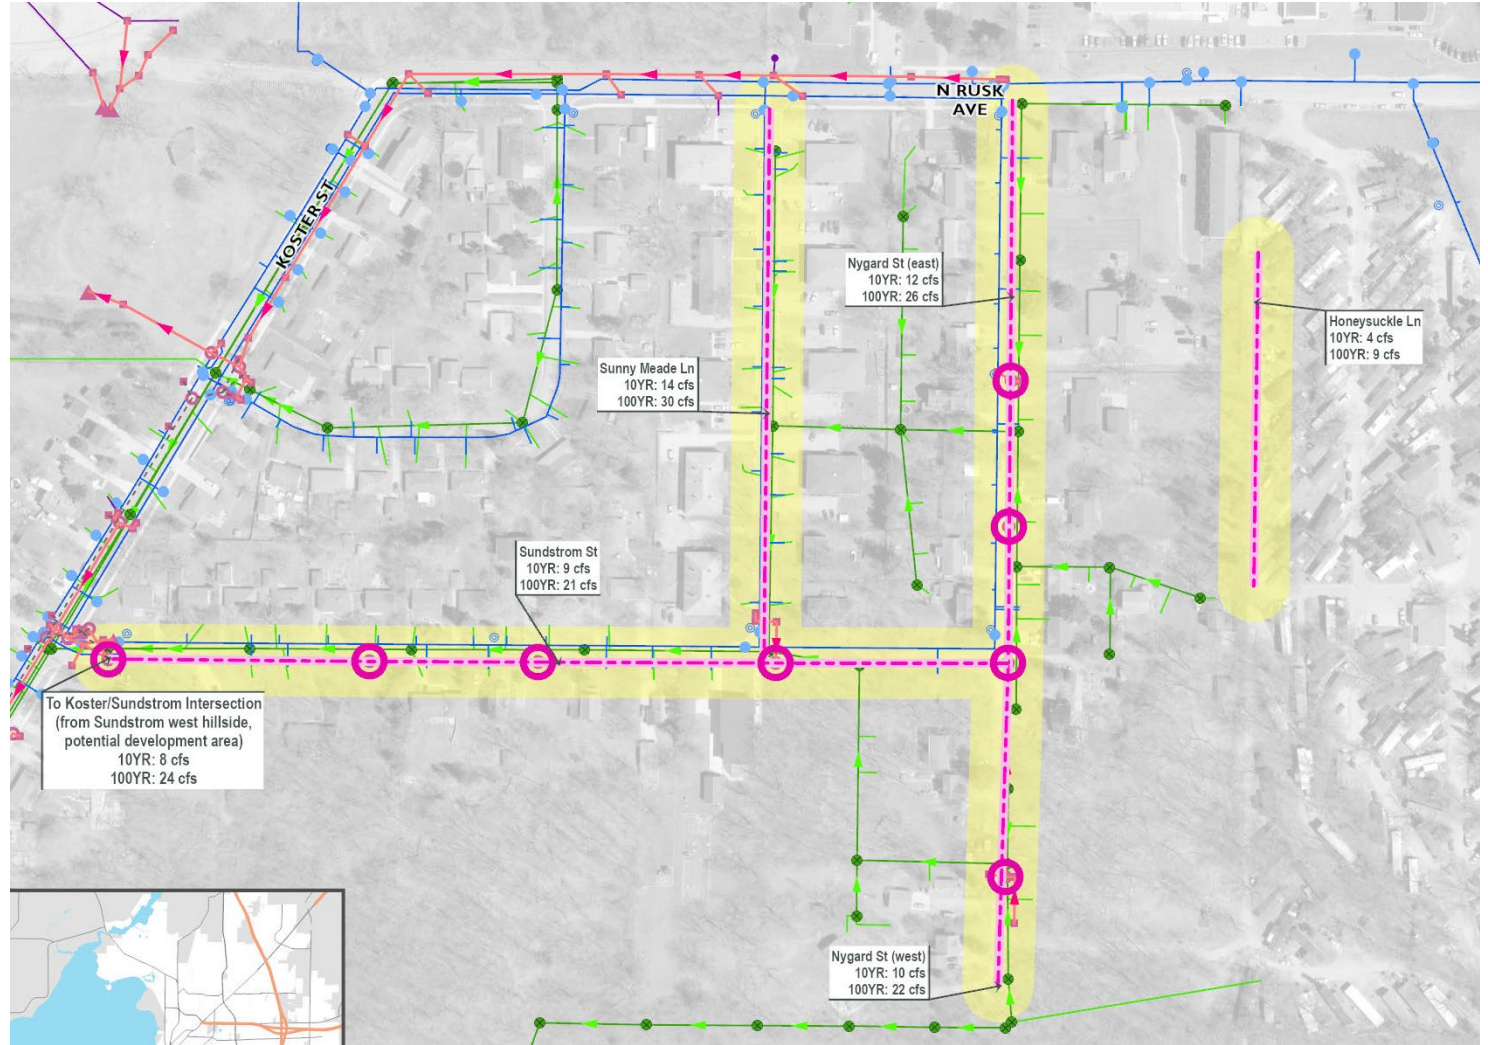 N RUSK
AVE
KOSTER ST
Nygard St (east)
10YR: 12 cfs
100YR: 26 cfs
Honeysuckle Ln
10YR: 4 cfs
100YR: 9 cfs
Sunny Meade Ln
10YR: 14 cfs
100YR: 30 cfs
Sundstrom St
10YR: 9 cfs
100YR: 21 cfs
To Koster/Sundstrom Intersection
(from Sundstrom west hillside,
potential development area)
10YR: 8 cfs
100YR: 24 cfs
Nygard St (west)
10YR: 10 cfs
100YR: 22 cfs